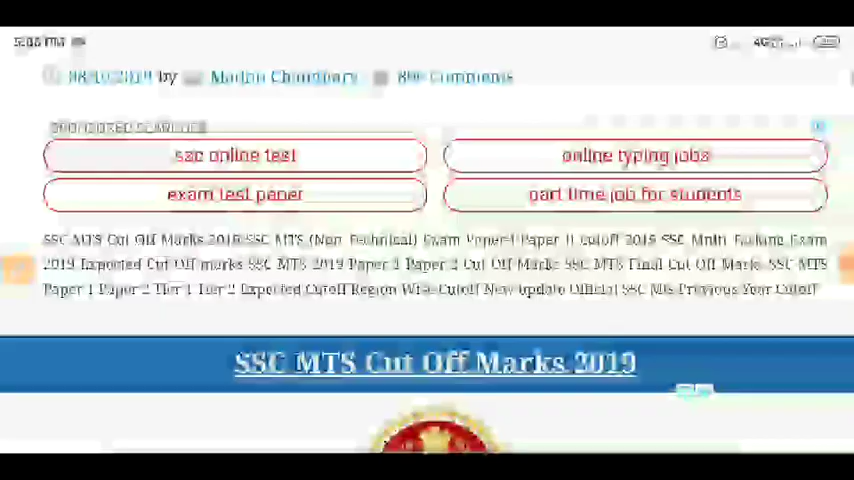 by Madhu Choudhary 800 Comments
SPONSORED SEARCHES
ssc online test
online typing jobs
exam test paper
part time job for students
SSC MTS Cut Off Marks 2019 SSC MTS (Non Technical) Exam Paper-I Paper II cutoff 2019 SSC Multi Tasking Exam
2019 Expected Cut Off marks SSC MTS 2019 Paper 1 Paper 2 Cut Off Marks SSC MTS Final Cut Off Marks SSC MTS
Paper 1 Paper 2 Tier 1 Tier 2 Expected Cutoff Region Wise Cutoff New update Official SSC Mts Previous Year Cutoff
SSC MTS Cut Off Marks 2019